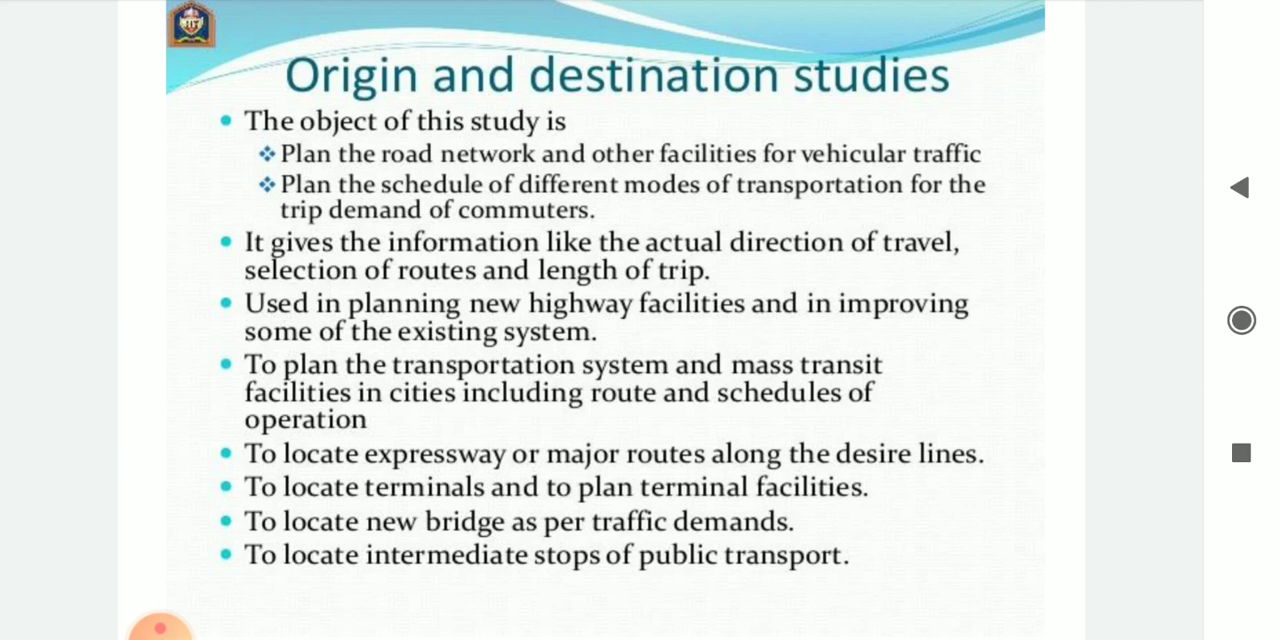 Origin and destination studies
• The object of this study is
❖ Plan the road network and other facilities for vehicular traffic
❖ Plan the schedule of different modes of transportation for the
trip demand of commuters.
• It gives the information like the actual direction of travel,
selection of routes and length of trip.
• Used in planning new highway facilities and in improving
some of the existing system.
• To plan the transportation system and mass transit
facilities in cities including route and schedules of
operation
• To locate expressway or major routes along the desire lines.
• To locate terminals and to plan terminal facilities.
• To locate new bridge as per traffic demands.
• To locate intermediate stops of public transport.